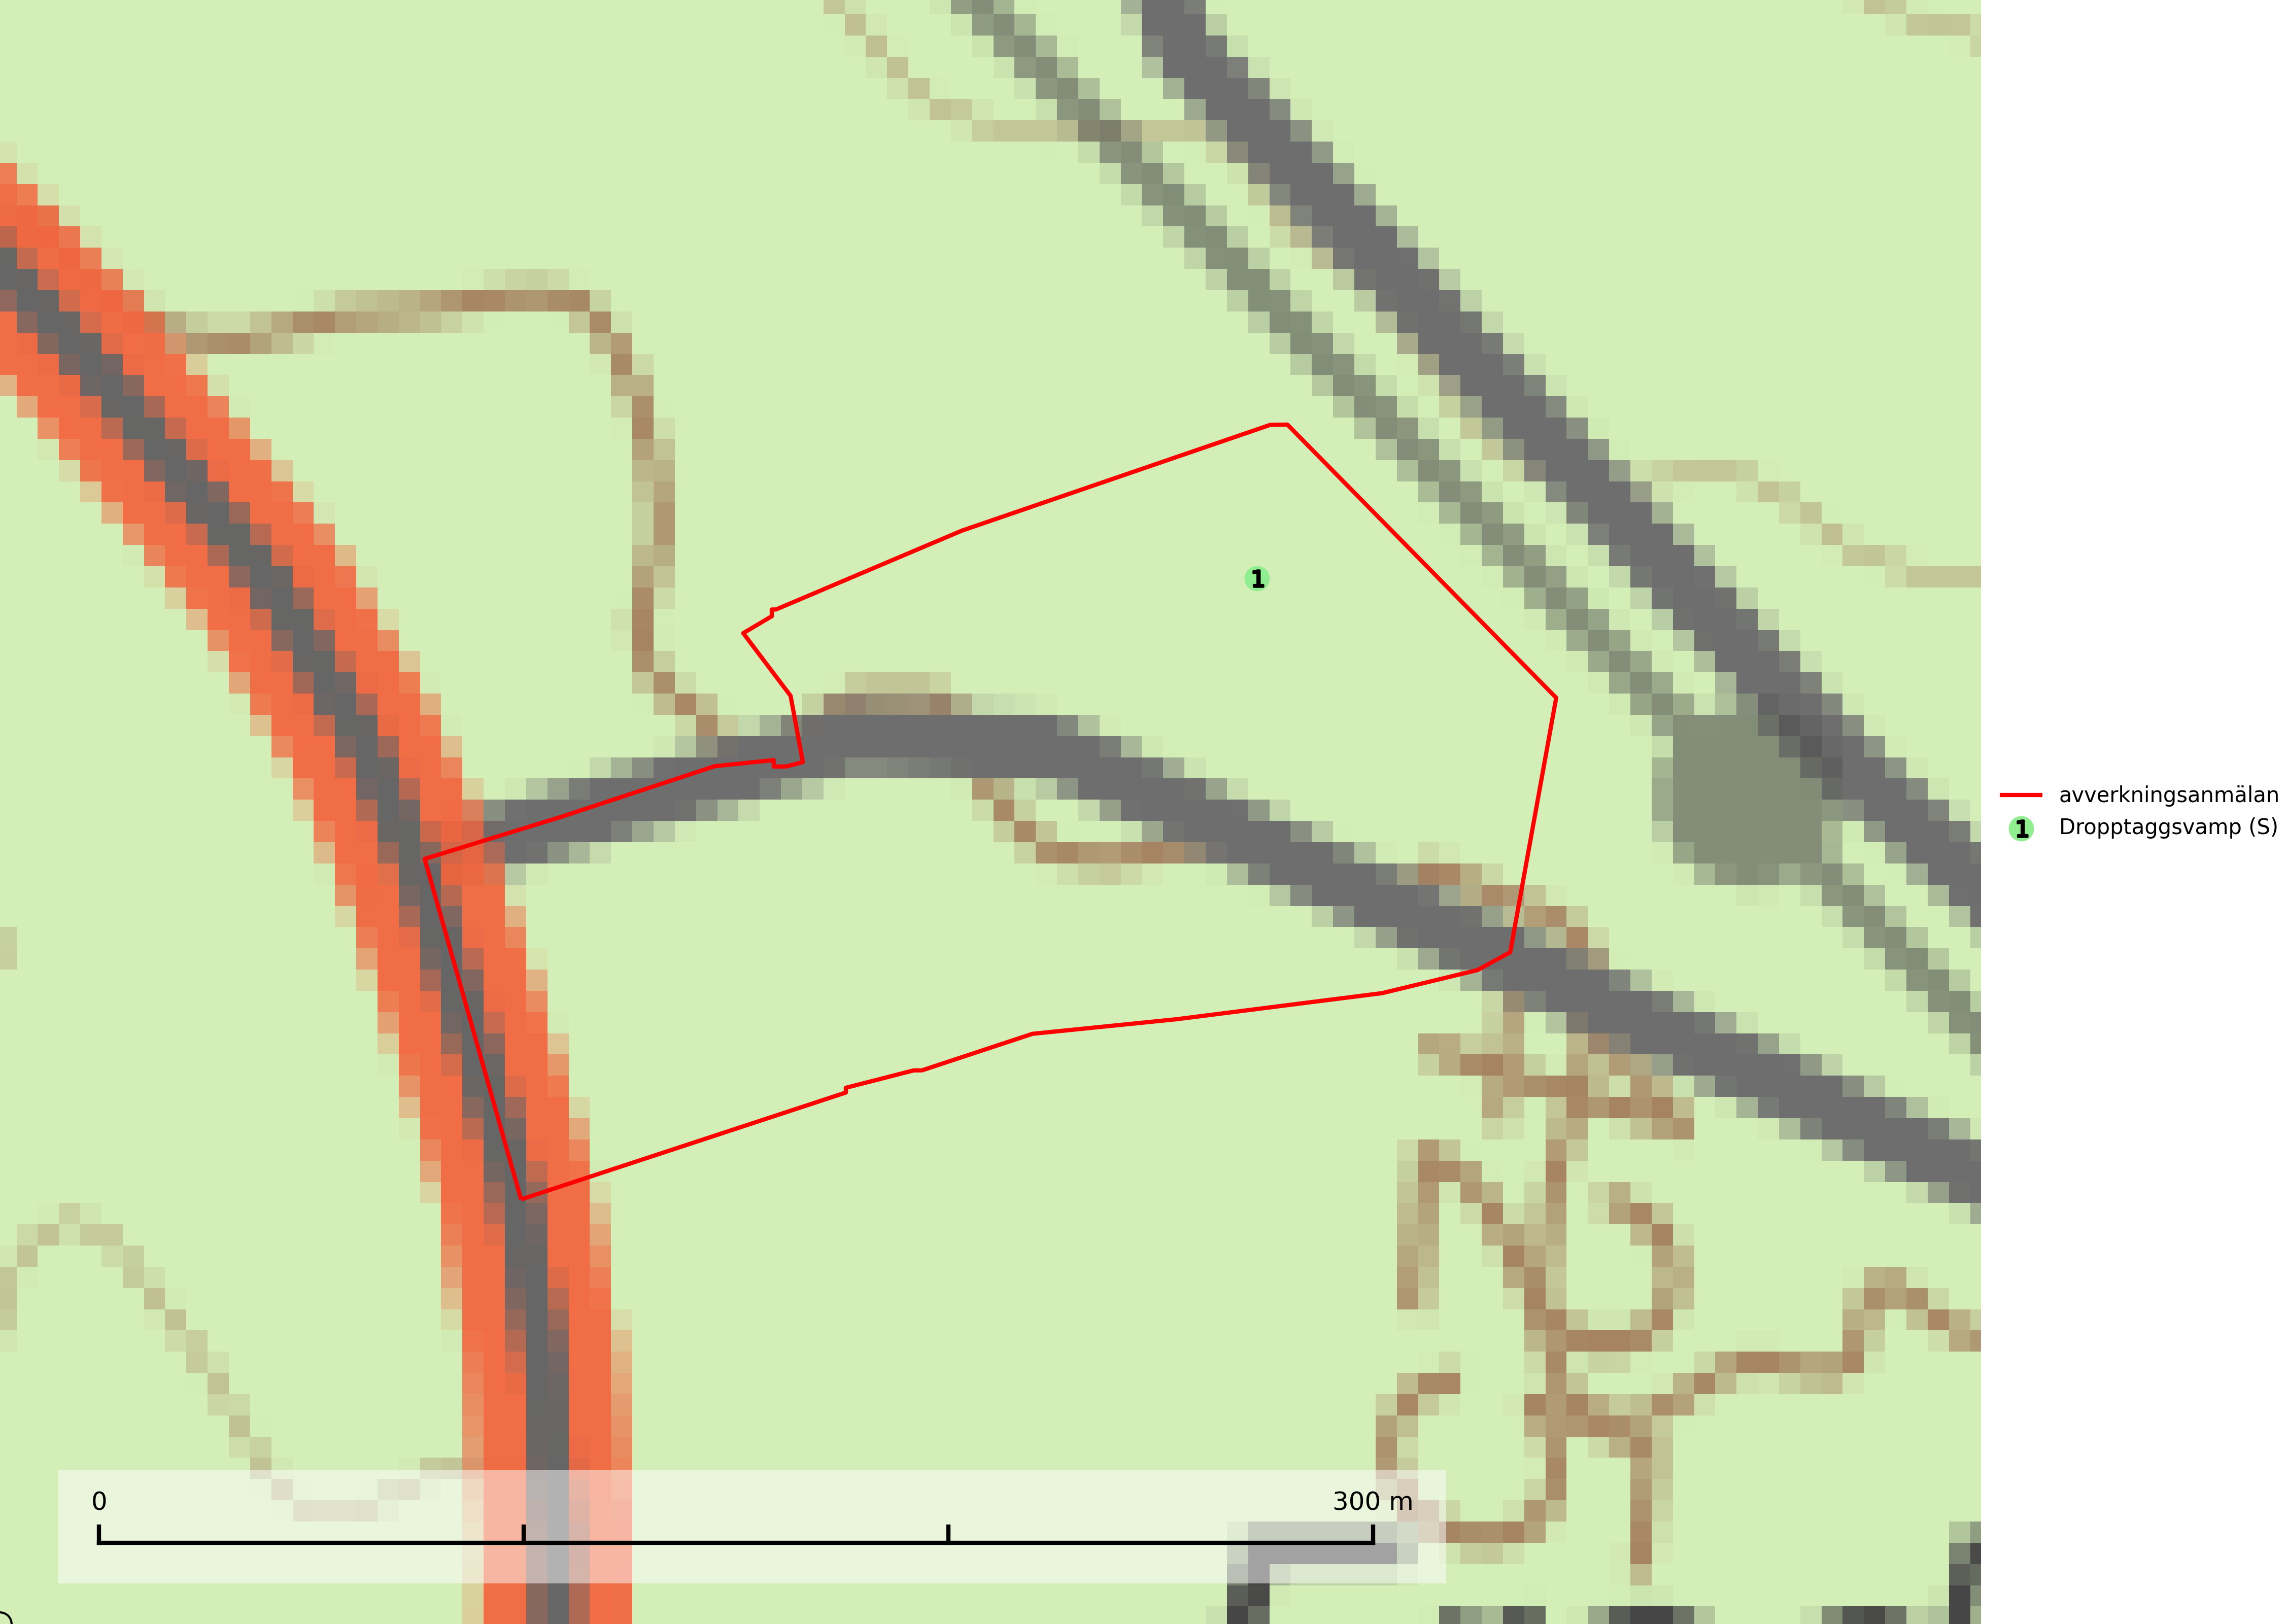 1
avverkningsanmälan
1 Dropptaggsvamp (S)
0 300 m